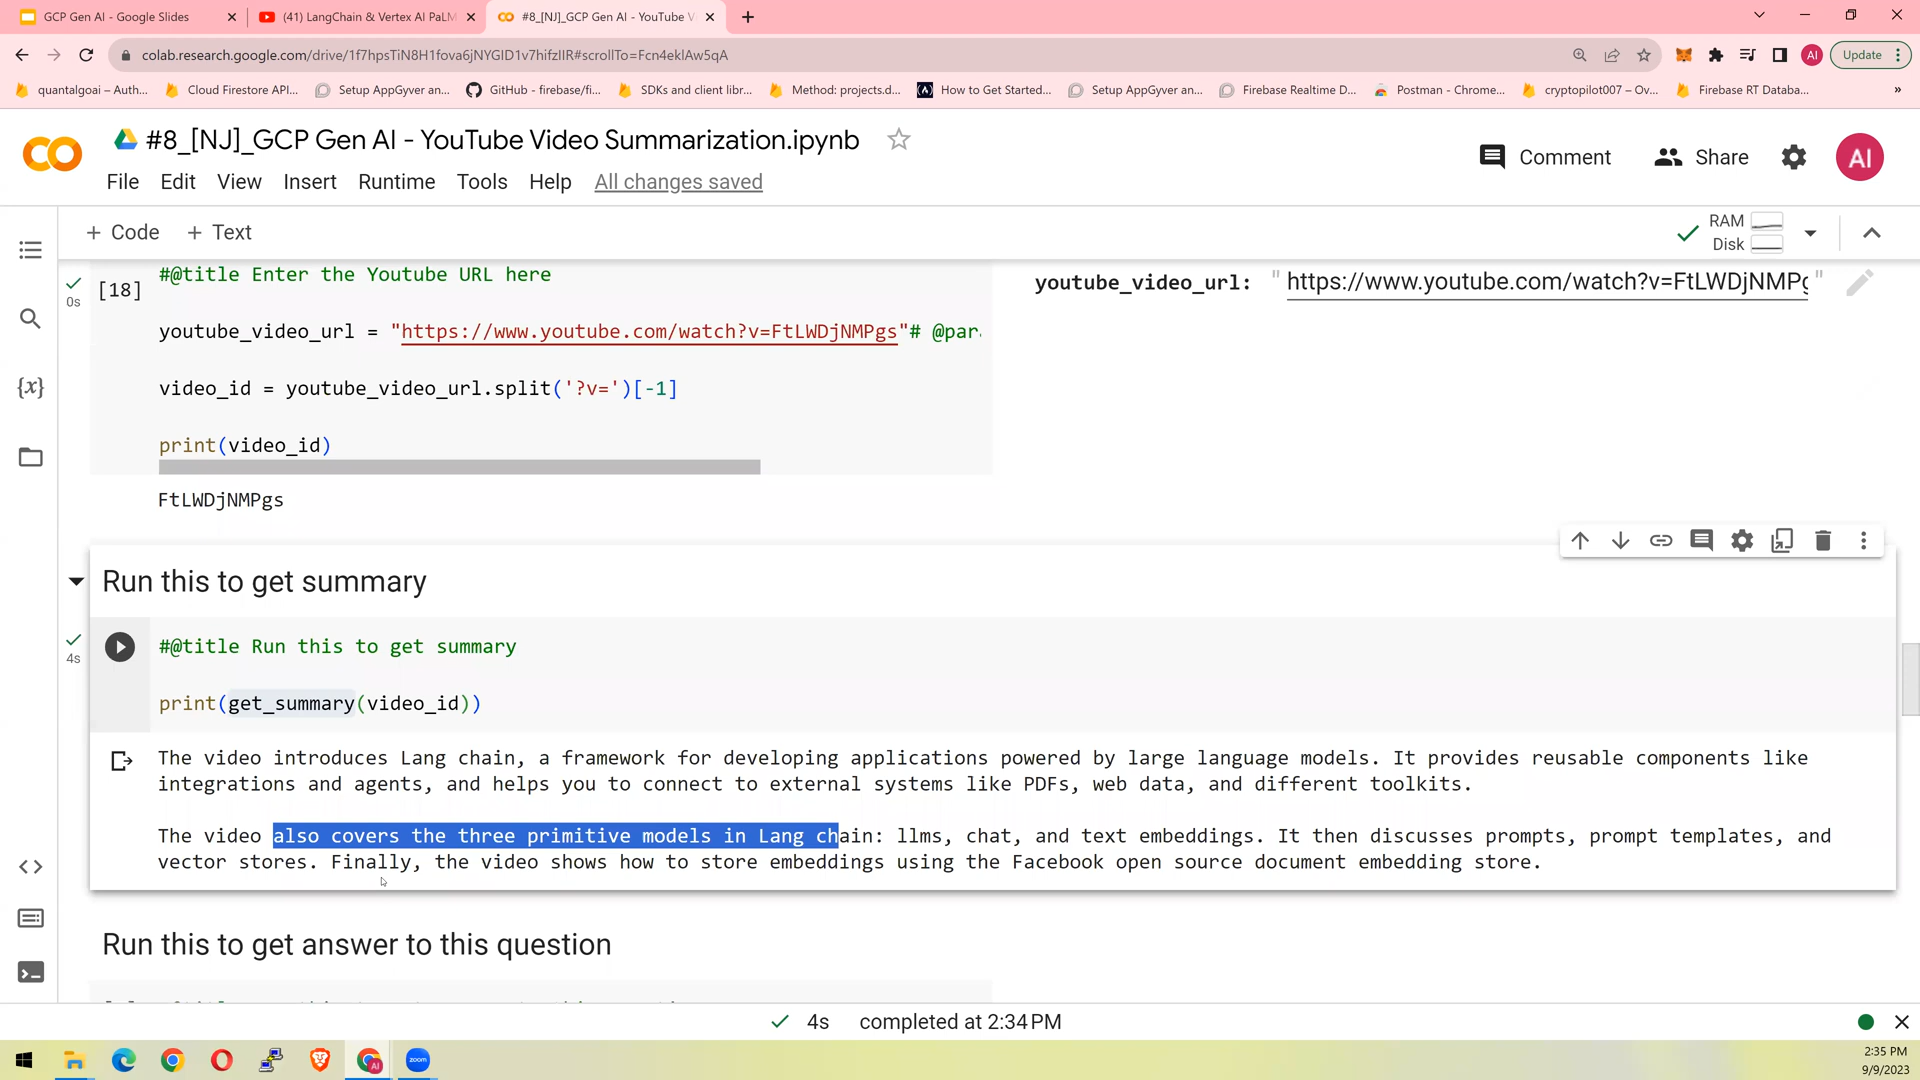 GCP Gen AI - Google Slides
(41) LangChain & Vertex AI PaLM
#8_[NJ]_GCP Gen AI - YouTube V
colab.research.google.com/drive/1f7hpsTiN8H1fova6jNYGID1v7hifzIIR#scrollTo=Fcn4eklAw5qA
AI
Update
quantalgoai – Auth...
Cloud Firestore API...
Setup AppGyver an...
GitHub - firebase/fi...
SDKs and client libr...
Method: projects.d...
How to Get Started...
Setup AppGyver an...
Firebase Realtime D...
Postman - Chrome...
cryptopilot007 – Ov...
Firebase RT Databa...
»
#8_[NJ]_GCP Gen AI - YouTube Video Summarization.ipynb
Comment
Share
AI
File Edit View Insert Runtime Tools Help All changes saved
+ Code + Text
RAM
Disk
#@title Enter the Youtube URL here
[18]
0s
youtube_video_url: "https://www.youtube.com/watch?v=FtLWDjNMPg"
youtube_video_url = "https://www.youtube.com/watch?v=FtLWDjNMPgs"# @par
video_id = youtube_video_url.split('?v=')[-1]
print(video_id)
FtLWDjNMPgs
{x}
Run this to get summary
4s
#@title Run this to get summary
print(get_summary(video_id))
The video introduces Lang chain, a framework for developing applications powered by large language models. It provides reusable components like
integrations and agents, and helps you to connect to external systems like PDFs, web data, and different toolkits.
The video also covers the three primitive models in Lang chain: llms, chat, and text embeddings. It then discusses prompts, prompt templates, and
vector stores. Finally, the video shows how to store embeddings using the Facebook open source document embedding store.
Run this to get answer to this question
4s completed at 2:34 PM
zoom
2:35 PM
9/9/2023